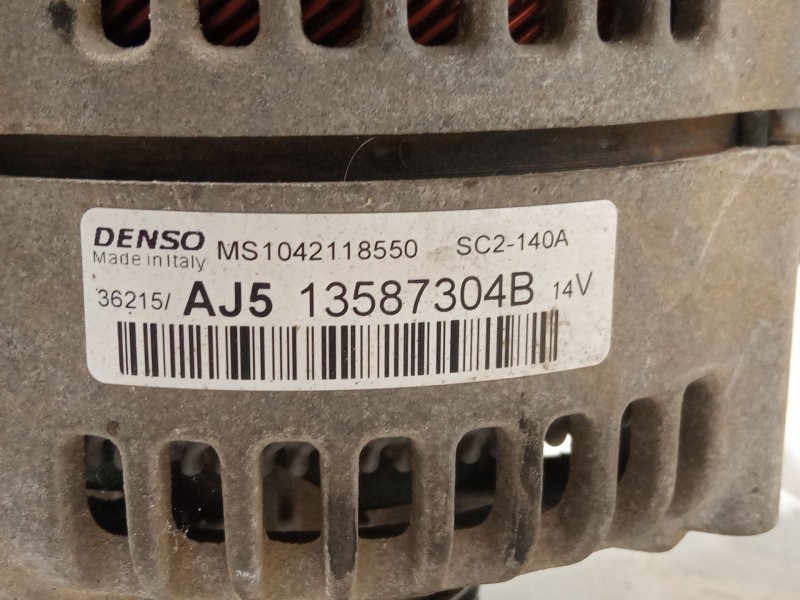 DENSO MS1042118550 SC2-140A
Made in Italy
36215/ AJ5 13587304B 14V